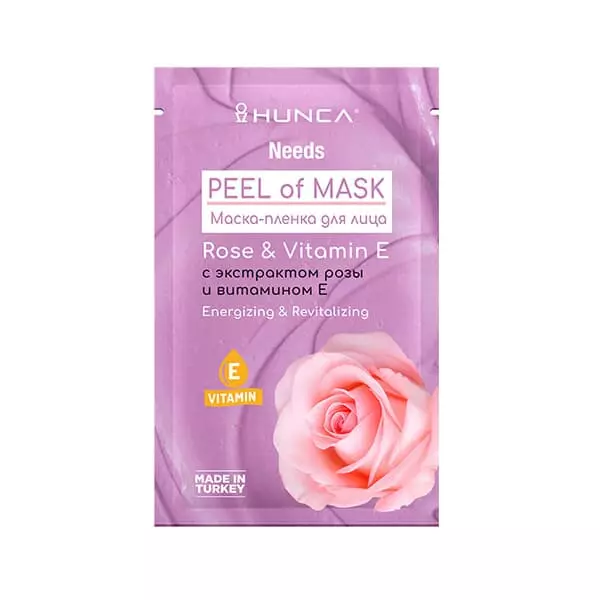 HUNCA®
Needs
PEEL of MASK
Маска-пленка для лица
Rose & Vitamin E
с экстрактом розы
и витамином Е
Energizing & Revitalizing
E
VITAMIN
MADE IN
TURKEY